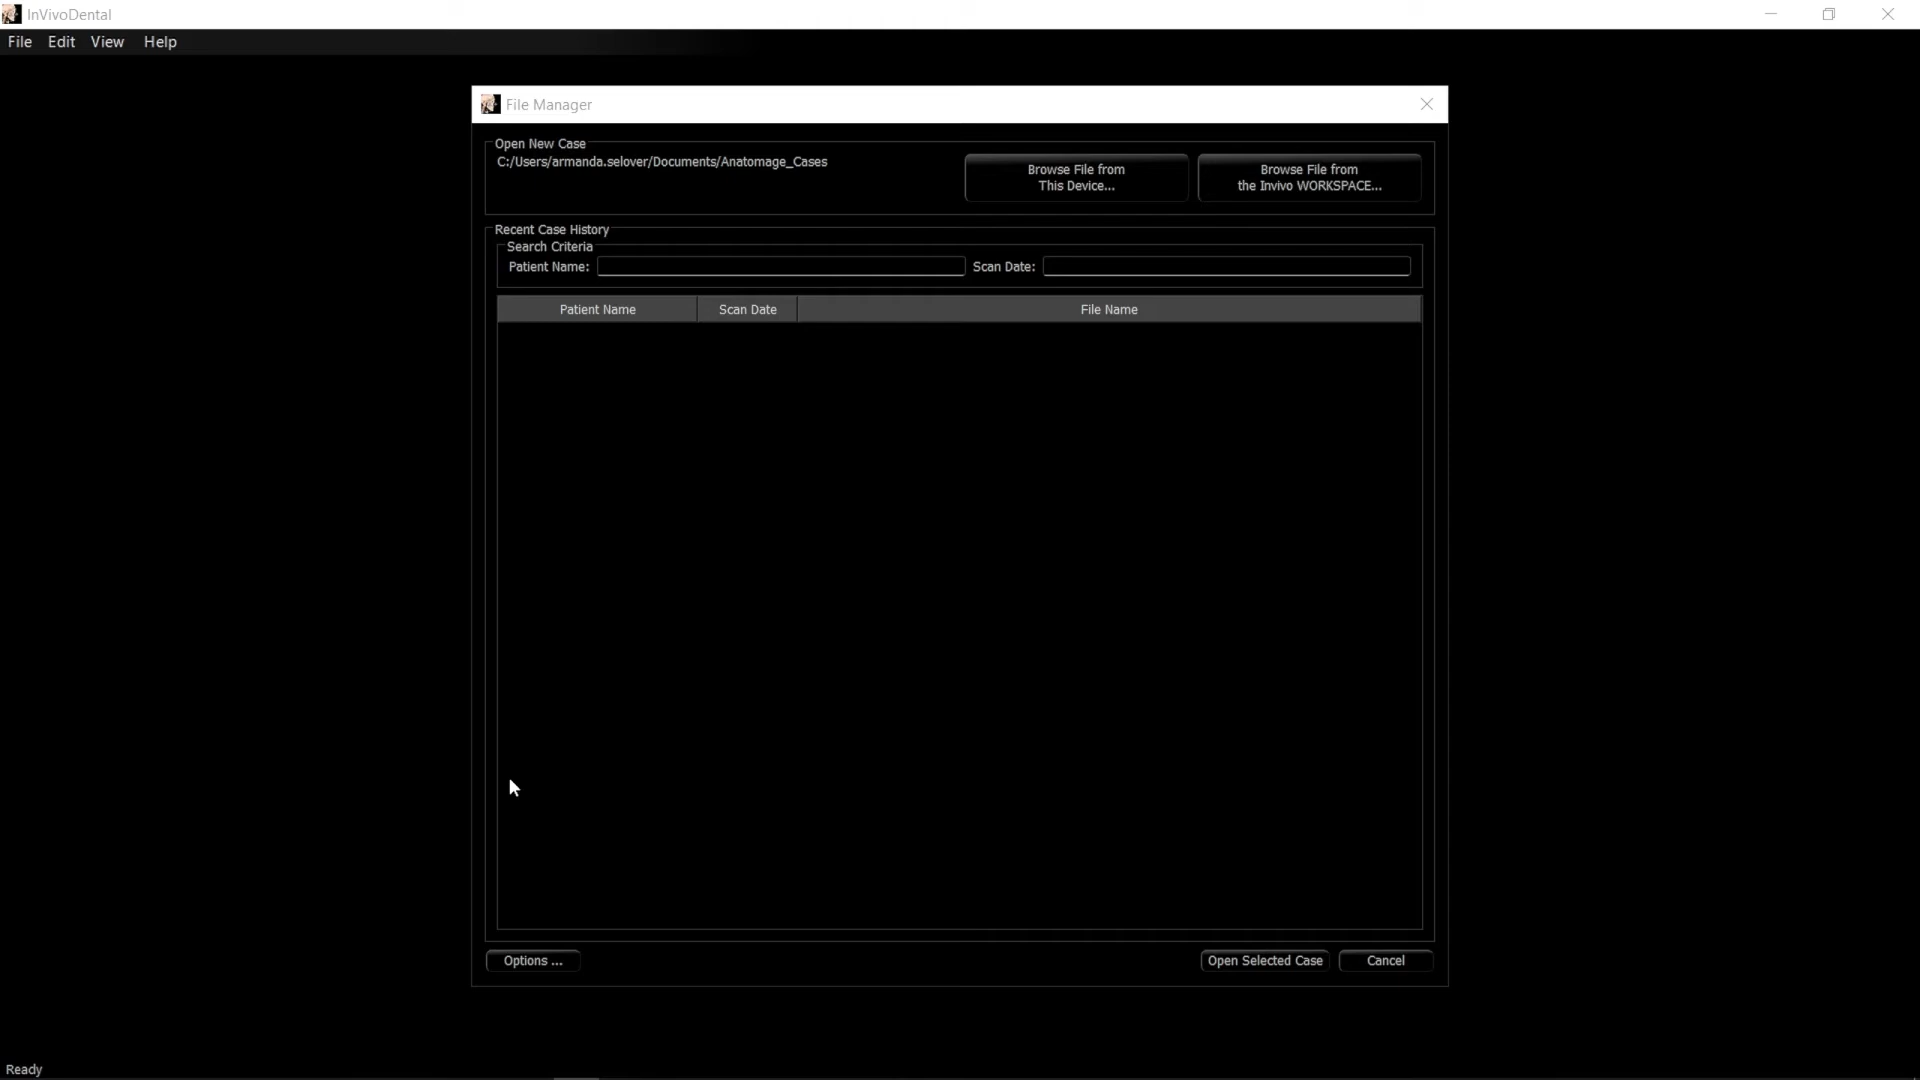 InVivoDental
File Edit View Help
File Manager
Open New Case
C:/Users/armanda.selover/Documents/Anatomage_Cases
Browse File from
This Device...
Browse File from
the Invivo WORKSPACE...
Recent Case History
Search Criteria
Patient Name:
Scan Date:
Patient Name Scan Date File Name
Options ...
Open Selected Case
Cancel
Ready